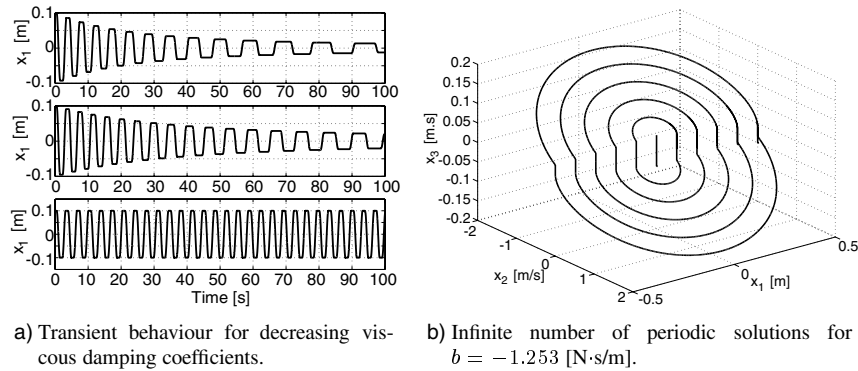 0.1
0
-0.1
x1 [m]
0 10 20 30 40 50 60 70 80 90 100
0.1
0
-0.1
x1 [m]
0 10 20 30 40 50 60 70 80 90 100
0.1
0
-0.1
x1 [m]
0 10 20 30 40 50 60 70 80 90 100
Time [s]
0.2
0.15
0.1
0.05
0
-0.05
-0.1
-0.15
-0.2
x3 [m.s]
-2
-1
0
1
2
x2 [m/s]
-0.5
0
0.5
x1 [m]
a) Transient behaviour for decreasing vis-
cous damping coefficients.
b) Infinite number of periodic solutions for
b = −1.253 [N·s/m].